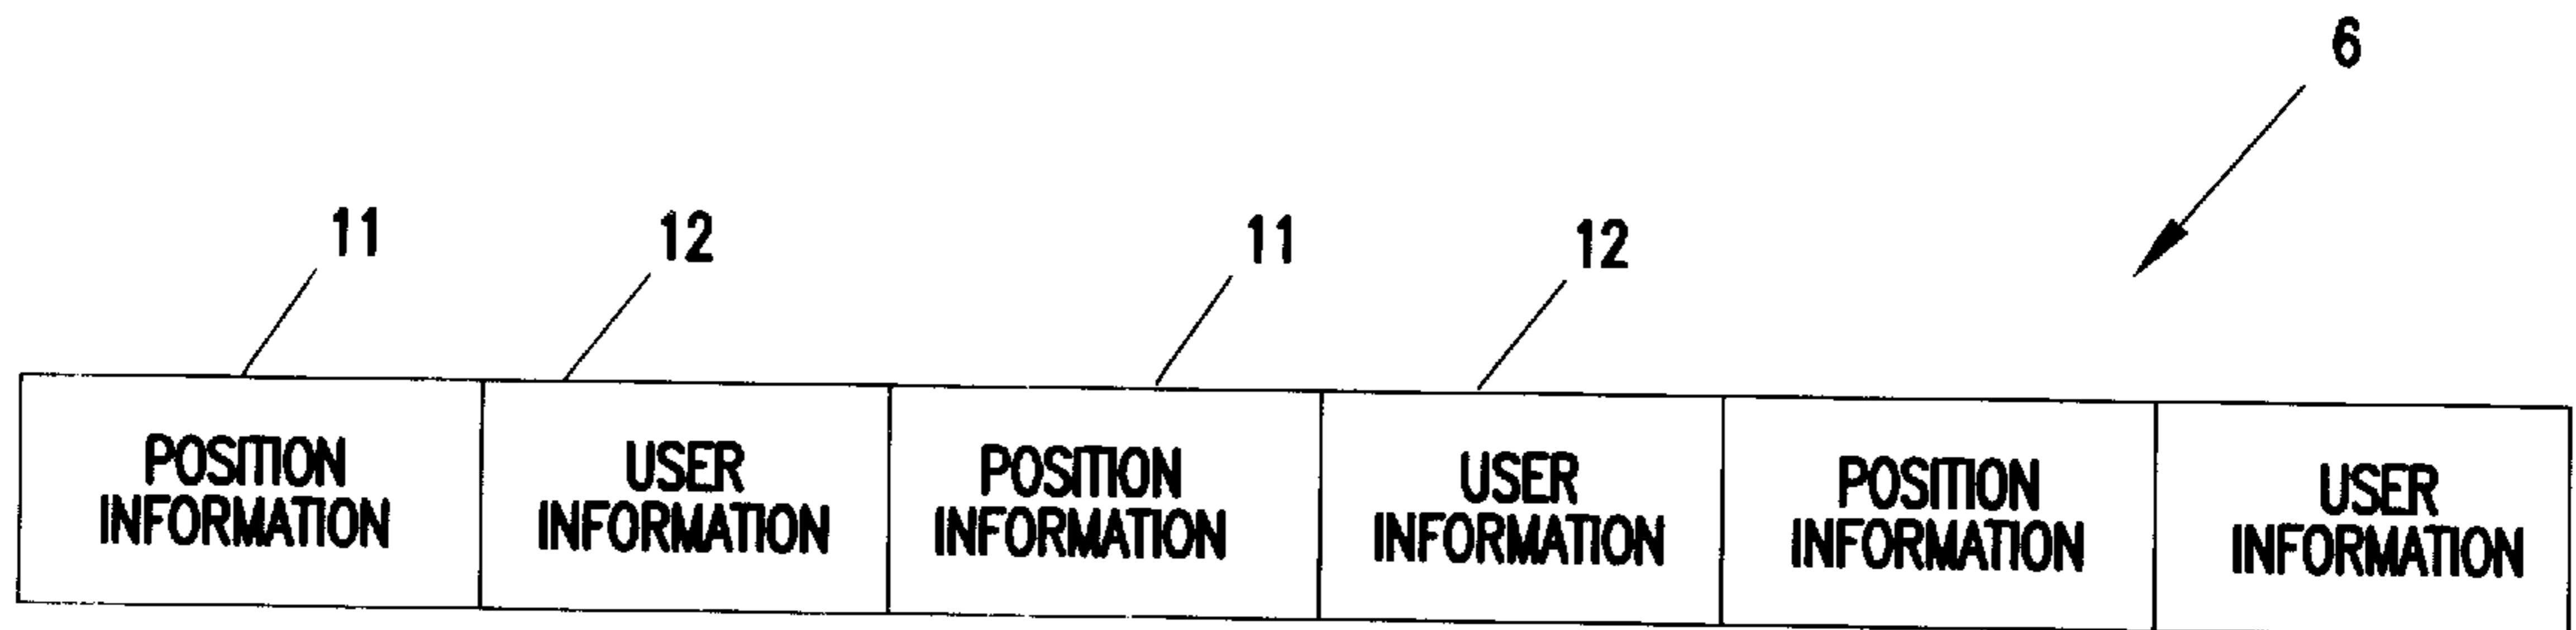 6
11
12
11
12
POSITION
INFORMATION
USER
INFORMATION
POSITION
INFORMATION
USER
INFORMATION
POSITION
INFORMATION
USER
INFORMATION